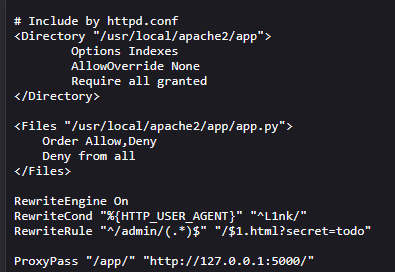 # Include by httpd.conf
<Directory "/usr/local/apache2/app">
Options Indexes
AllowOverride None
Require all granted
</Directory>
<Files "/usr/local/apache2/app/app.py">
Order Allow,Deny
Deny from all
</Files>
RewriteEngine On
RewriteCond "%{HTTP_USER_AGENT}" "^L1nk/"
RewriteRule "^/admin/(.*)$" "/$1.html?secret=todo"
ProxyPass "/app/" "http://127.0.0.1:5000/"